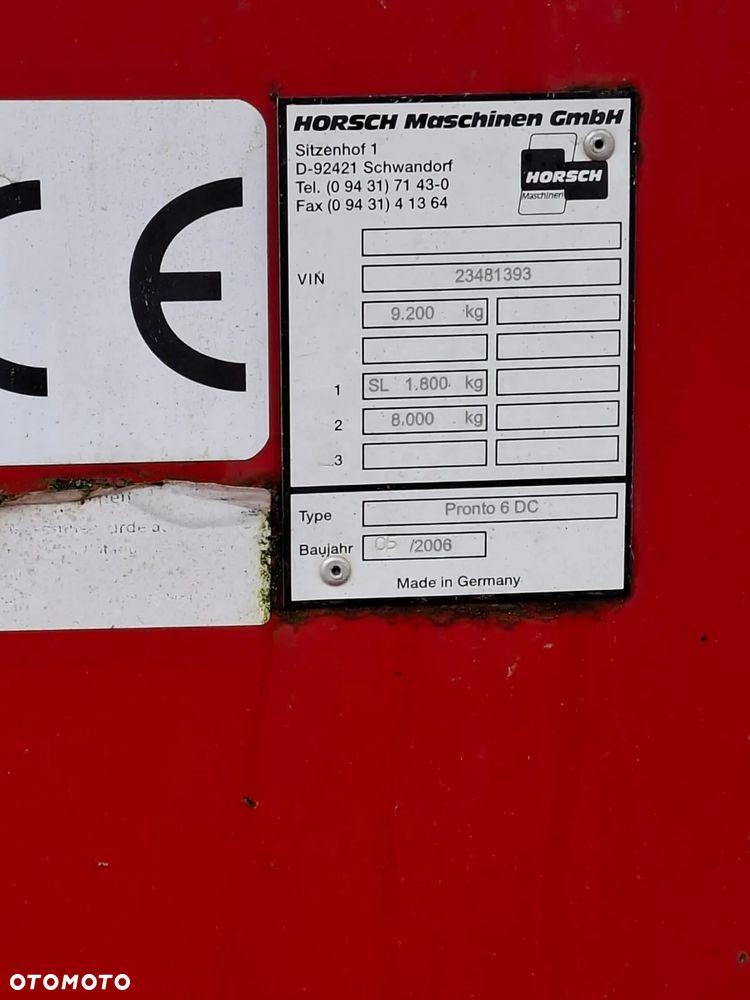 HORSCH Maschinen GmbH
Sitzenhof 1
D-92421 Schwandorf
Tel. (0 94 31) 71 43-0
Fax (0 94 31) 4 13 64
HORSCH
Maschinen
VIN 23481393
9.200 kg
1 SL 1.800 kg
2 8.000 kg
3
Type Pronto 6 DC
Baujahr 05 /2006
Made in Germany
CE
OTOMOTO